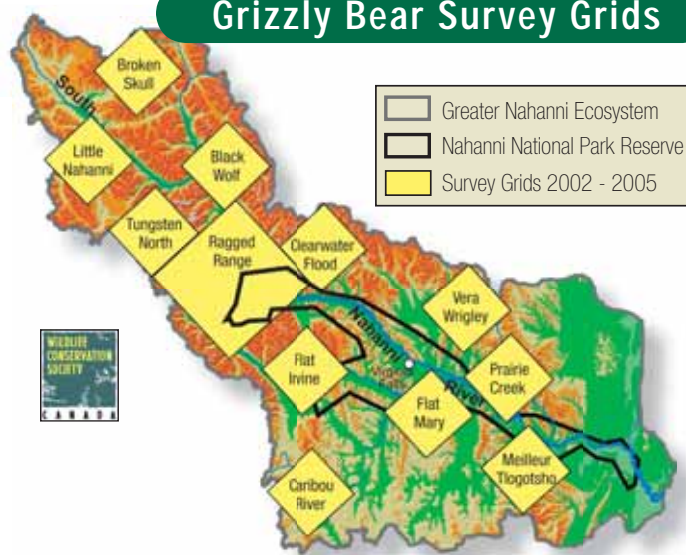 Grizzly Bear Survey Grids
Broken
Skull
South
Greater Nahanni Ecosystem
Nahanni National Park Reserve
Survey Grids 2002 - 2005
Little
Nahanni
Black
Wolf
Tungsten
North
Ragged
Range
Clearwater
Flood
Vera
Wrigley
WILDLIFE
CONSERVATION
SOCIETY
CANADA
Nahanni
River
Flat
Irvine
Virginia
Falls
Prairie
Creek
Flat
Mary
Meilleur
Tlogotsho
Caribou
River